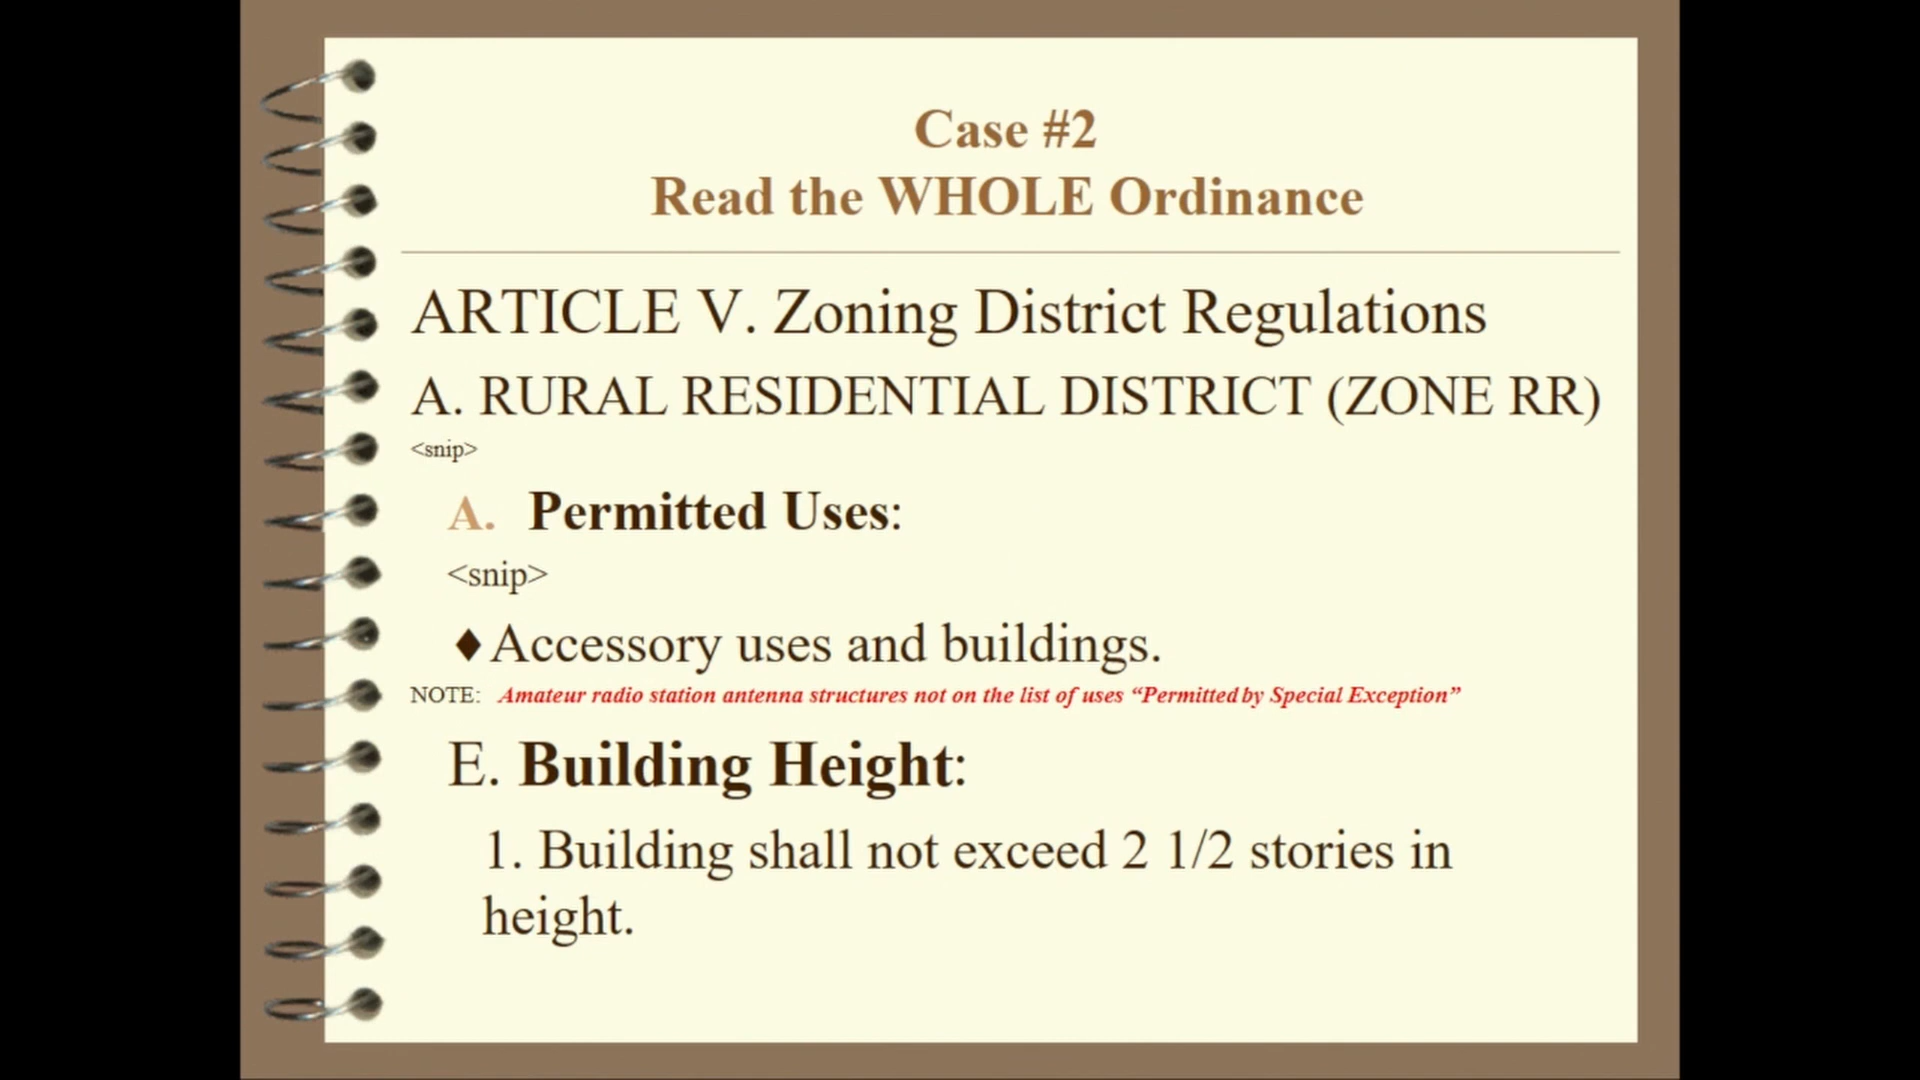 Case #2
Read the WHOLE Ordinance
ARTICLE V. Zoning District Regulations
A. RURAL RESIDENTIAL DISTRICT (ZONE RR)
<snip>
A. Permitted Uses:
<snip>
♦Accessory uses and buildings.
NOTE: Amateur radio station antenna structures not on the list of uses “Permitted by Special Exception”
E. Building Height:
1. Building shall not exceed 2 1/2 stories in
height.